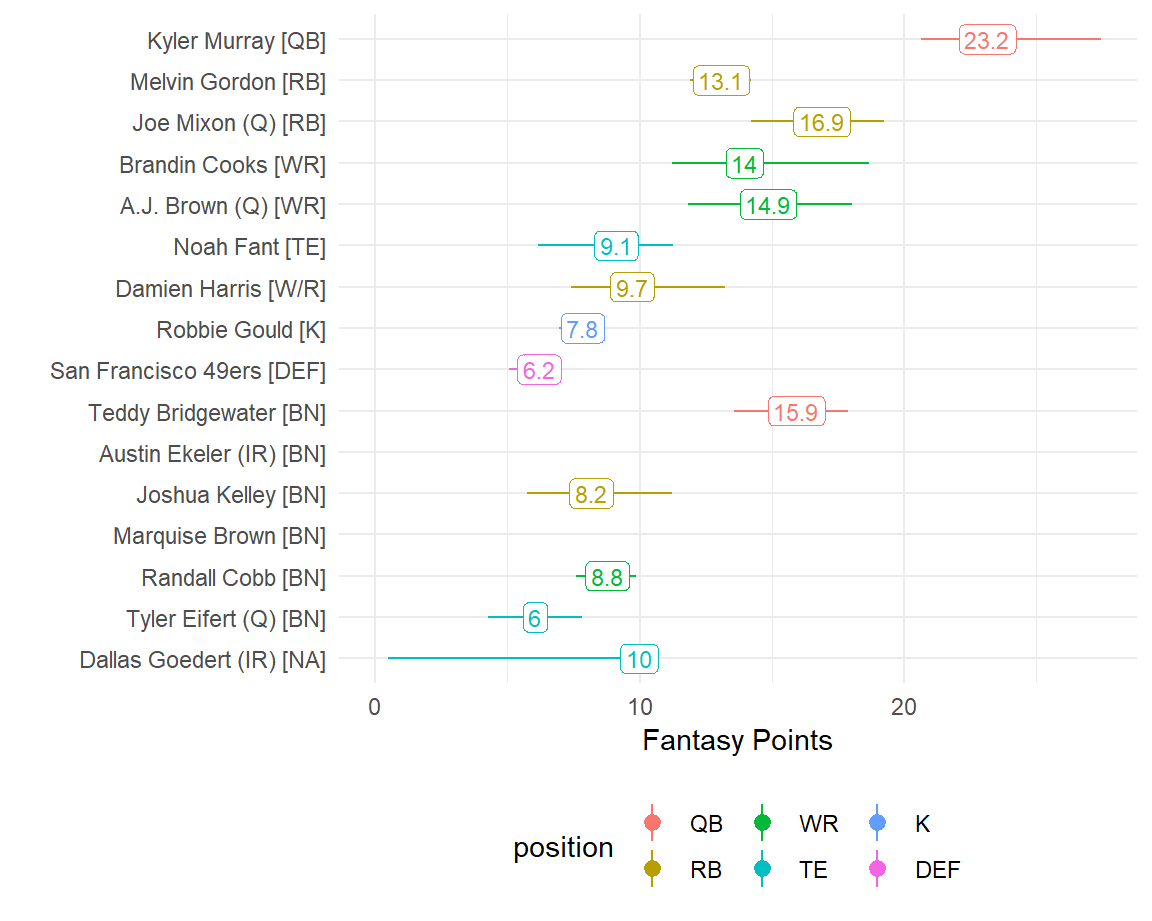 Kyler Murray [QB] 23.2
Melvin Gordon [RB] 13.1
Joe Mixon (Q) [RB] 16.9
Brandin Cooks [WR] 14
A.J. Brown (Q) [WR] 14.9
Noah Fant [TE] 9.1
Damien Harris [W/R] 9.7
Robbie Gould [K] 7.8
San Francisco 49ers [DEF] 6.2
Teddy Bridgewater [BN] 15.9
Austin Ekeler (IR) [BN]
Joshua Kelley [BN] 8.2
Marquise Brown [BN]
Randall Cobb [BN] 8.8
Tyler Eifert (Q) [BN] 6
Dallas Goedert (IR) [NA] 10
0 10 20
Fantasy Points
position
QB WR K
RB TE DEF